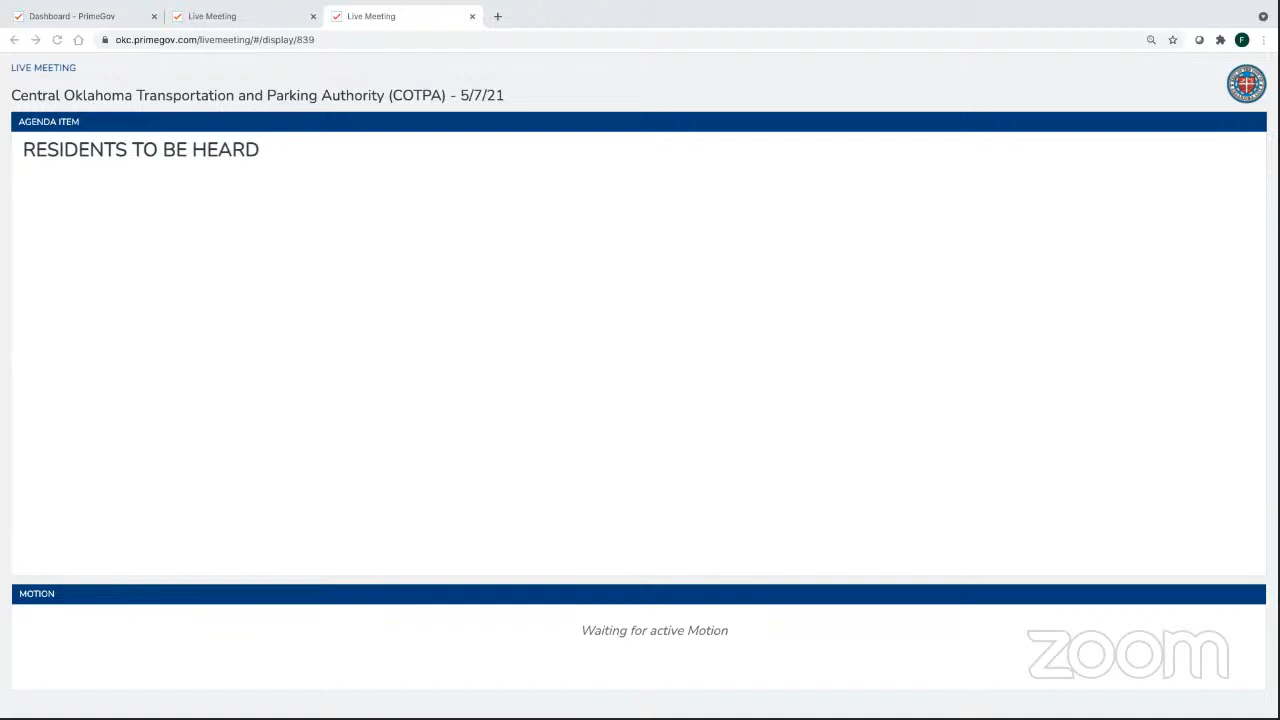 Dashboard - PrimeGov
Live Meeting
Live Meeting
okc.primegov.com/livemeeting/#/display/839
F
LIVE MEETING
Central Oklahoma Transportation and Parking Authority (COTPA) - 5/7/21
AGENDA ITEM
RESIDENTS TO BE HEARD
MOTION
Waiting for active Motion
zoom